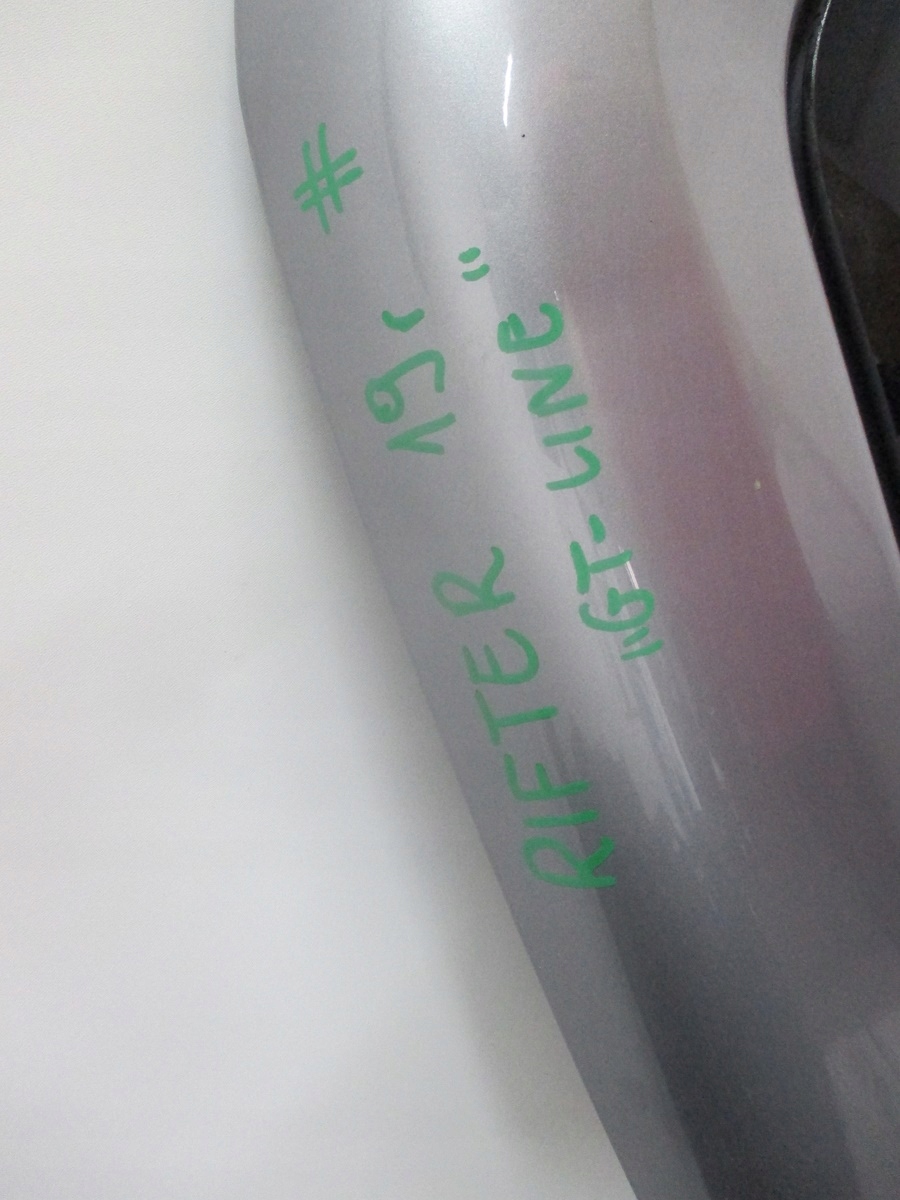 RIFTER 19' #
"GT-LINE"